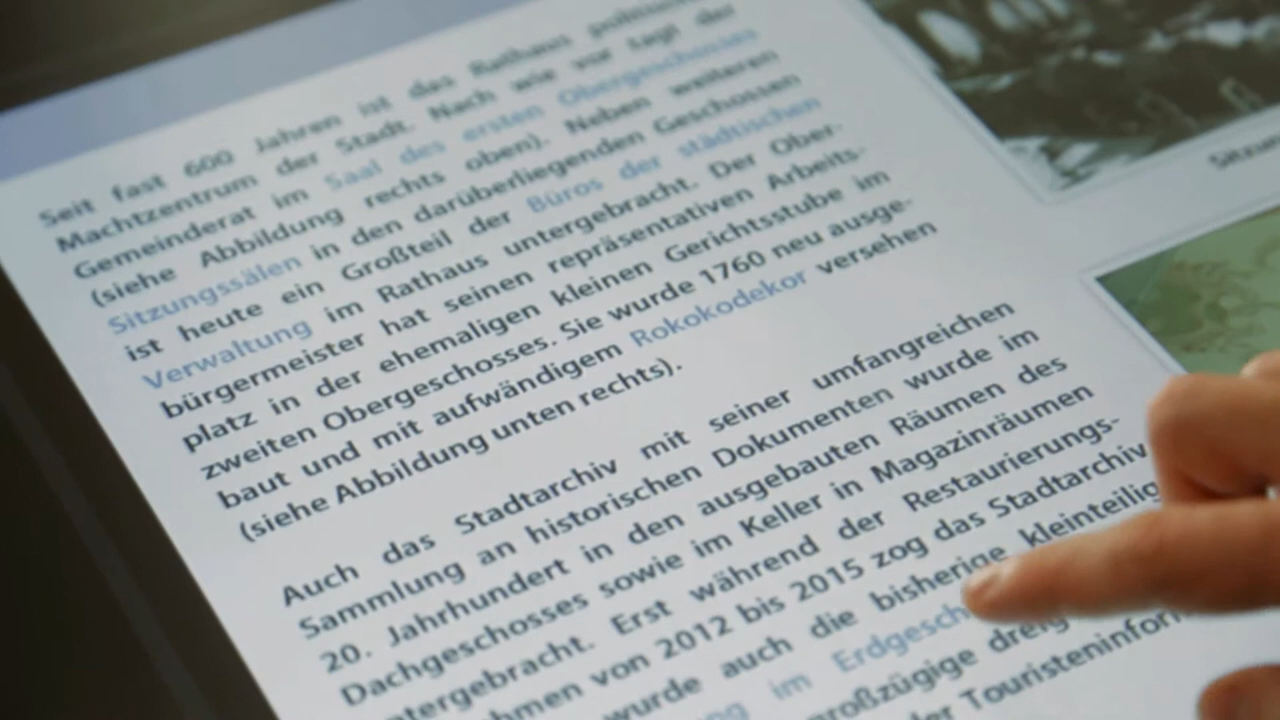 Seit fast 600 Jahren ist das Rathaus
Machtzentrum der Stadt. Nach wie vor tagt der
Gemeinderat im Saal des ersten Obergeschosses
(siehe Abbildung rechts oben). Neben weiteren
Sitzungssälen in den darüberliegenden Geschossen
ist heute ein Großteil der Büros der städtischen
Verwaltung im Rathaus untergebracht. Der Ober-
bürgermeister hat seinen repräsentativen Arbeits-
platz in der ehemaligen kleinen Gerichtsstube im
zweiten Obergeschosses. Sie wurde 1760 neu ausge-
baut und mit aufwändigem Rokokodekor versehen
(siehe Abbildung unten rechts).
Auch das Stadtarchiv mit seiner umfangreichen
Sammlung an historischen Dokumenten wurde im
20. Jahrhundert in den ausgebauten Räumen des
Dachgeschosses sowie im Keller in Magazinräumen
ntergebracht. Erst während der Restaurierungs-
hmen von 2012 bis 2015 zog das Stadtarchiv
wurde auch die bisherige kleinteilig
ng im Erdgesch
großzügige dreig
der Touristeninform